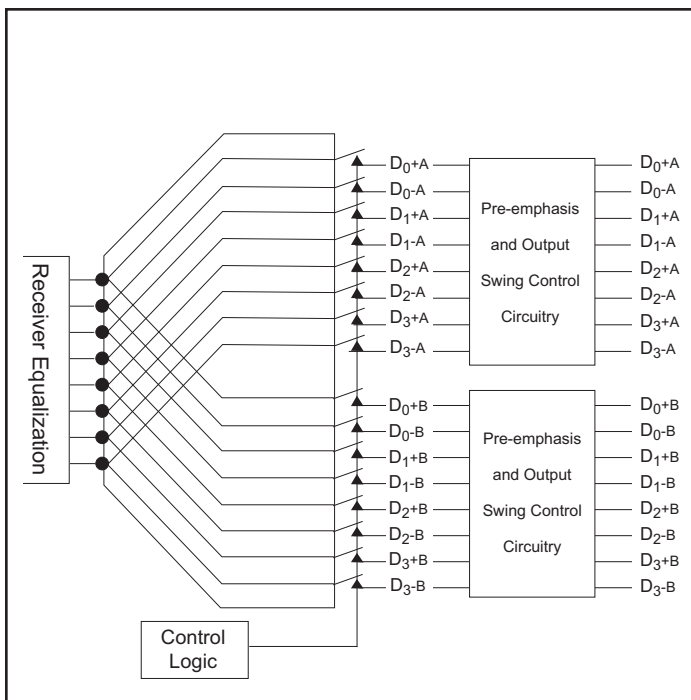 Receiver Equalization
D0+A
D0-A
D1+A
D1-A
D2+A
D2-A
D3+A
D3-A
Pre-emphasis
and Output
Swing Control
Circuitry
D0+A
D0-A
D1+A
D1-A
D2+A
D2-A
D3+A
D3-A
D0+B
D0-B
D1+B
D1-B
D2+B
D2-B
D3+B
D3-B
Pre-emphasis
and Output
Swing Control
Circuitry
D0+B
D0-B
D1+B
D1-B
D2+B
D2-B
D3+B
D3-B
Control
Logic